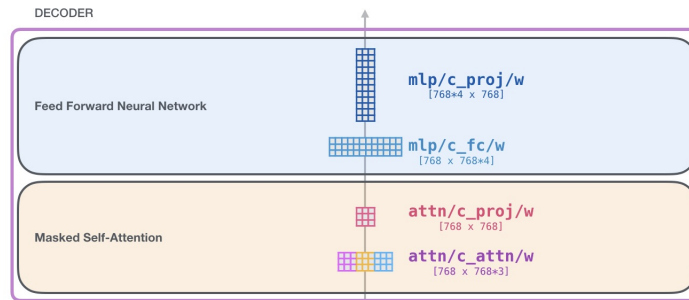 DECODER
mlp/c_proj/w
[768*4 x 768]
Feed Forward Neural Network
mlp/c_fc/w
[768 x 768*4]
attn/c_proj/w
[768 x 768]
Masked Self-Attention
attn/c_attn/w
[768 x 768*3]